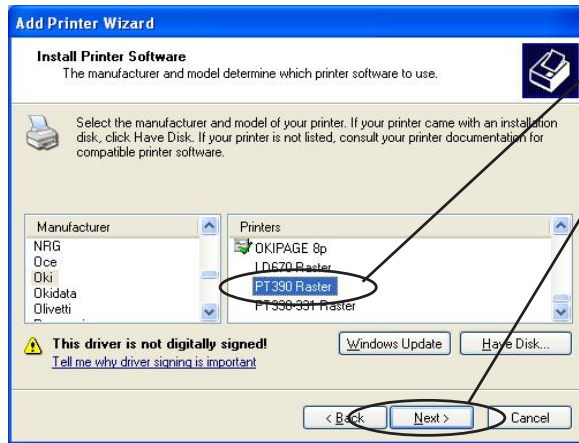 Add Printer Wizard
Install Printer Software
The manufacturer and model determine which printer software to use.
Select the manufacturer and model of your printer. If your printer came with an installation
disk, click Have Disk. If your printer is not listed, consult your printer documentation for
compatible printer software.
Manufacturer
NRG
Oce
Oki
Okidata
Olivetti
Printers
OKIPAGE 8p
LD670 Raster
PT390 Raster
PT330-331 Raster
This driver is not digitally signed!
Tell me why driver signing is important
Windows Update
Have Disk...
< Back
Next >
Cancel